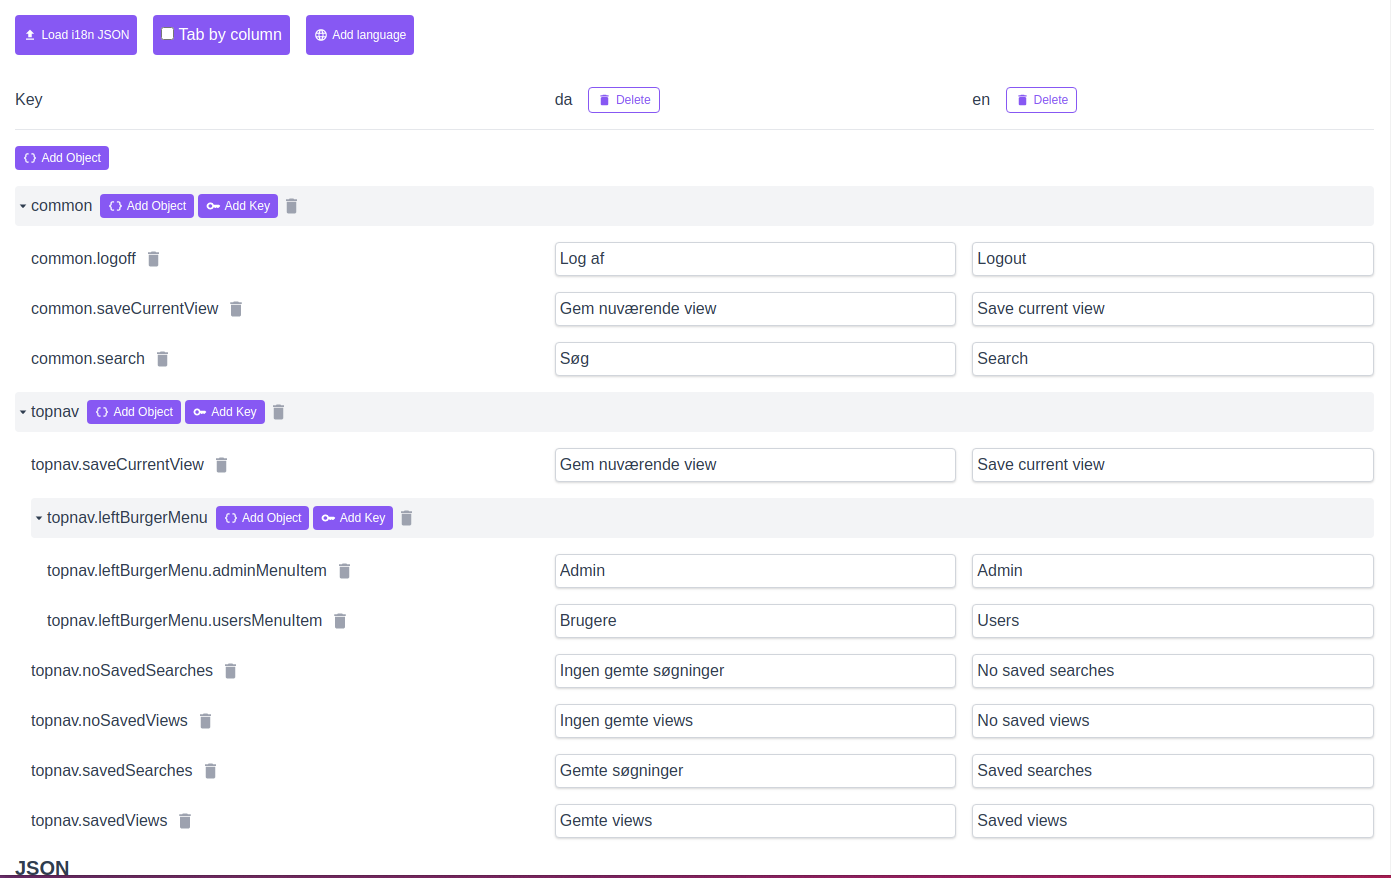 Load i18n JSON Tab by column Add language
Key da Delete en Delete
Add Object
common Add Object Add Key
common.logoff Log af Logout
common.saveCurrentView Gem nuværende view Save current view
common.search Søg Search
topnav Add Object Add Key
topnav.saveCurrentView Gem nuværende view Save current view
topnav.leftBurgerMenu Add Object Add Key
topnav.leftBurgerMenu.adminMenuItem Admin Admin
topnav.leftBurgerMenu.usersMenuItem Brugere Users
topnav.noSavedSearches Ingen gemte søgninger No saved searches
topnav.noSavedViews Ingen gemte views No saved views
topnav.savedSearches Gemte søgninger Saved searches
topnav.savedViews Gemte views Saved views
JSON